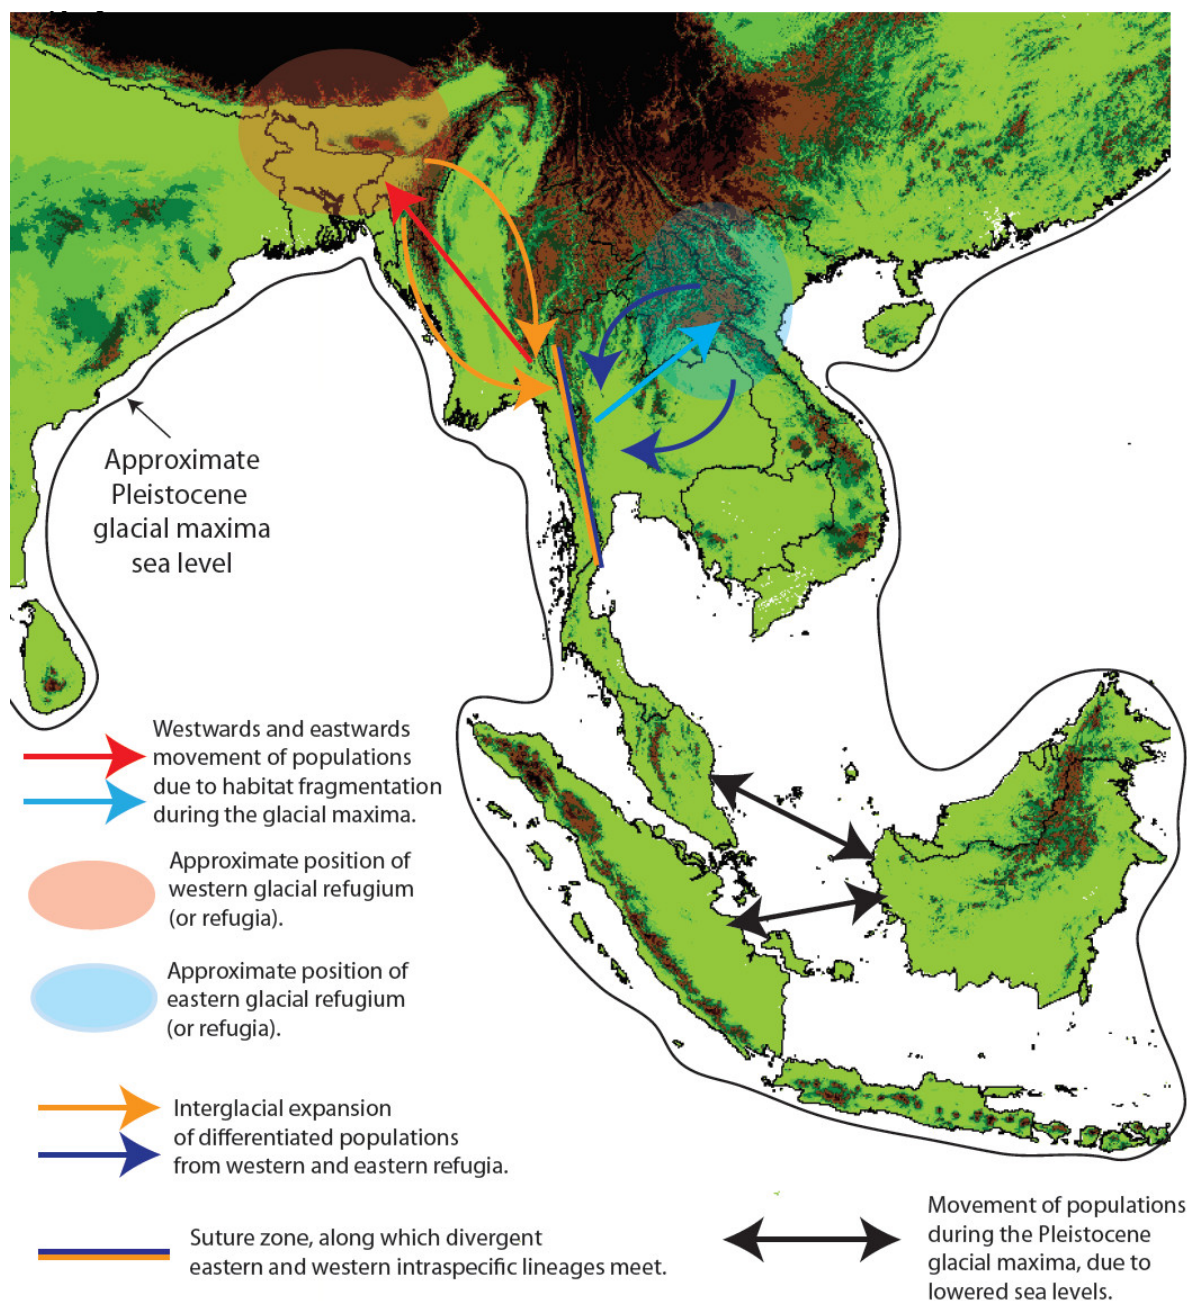 Approximate
Pleistocene
glacial maxima
sea level
Westwards and eastwards
movement of populations
due to habitat fragmentation
during the glacial maxima.
Approximate position of
western glacial refugium
(or refugia).
Approximate position of
eastern glacial refugium
(or refugia).
Interglacial expansion
of differentiated populations
from western and eastern refugia.
Suture zone, along which divergent
eastern and western intraspecific lineages meet.
Movement of populations
during the Pleistocene
glacial maxima, due to
lowered sea levels.